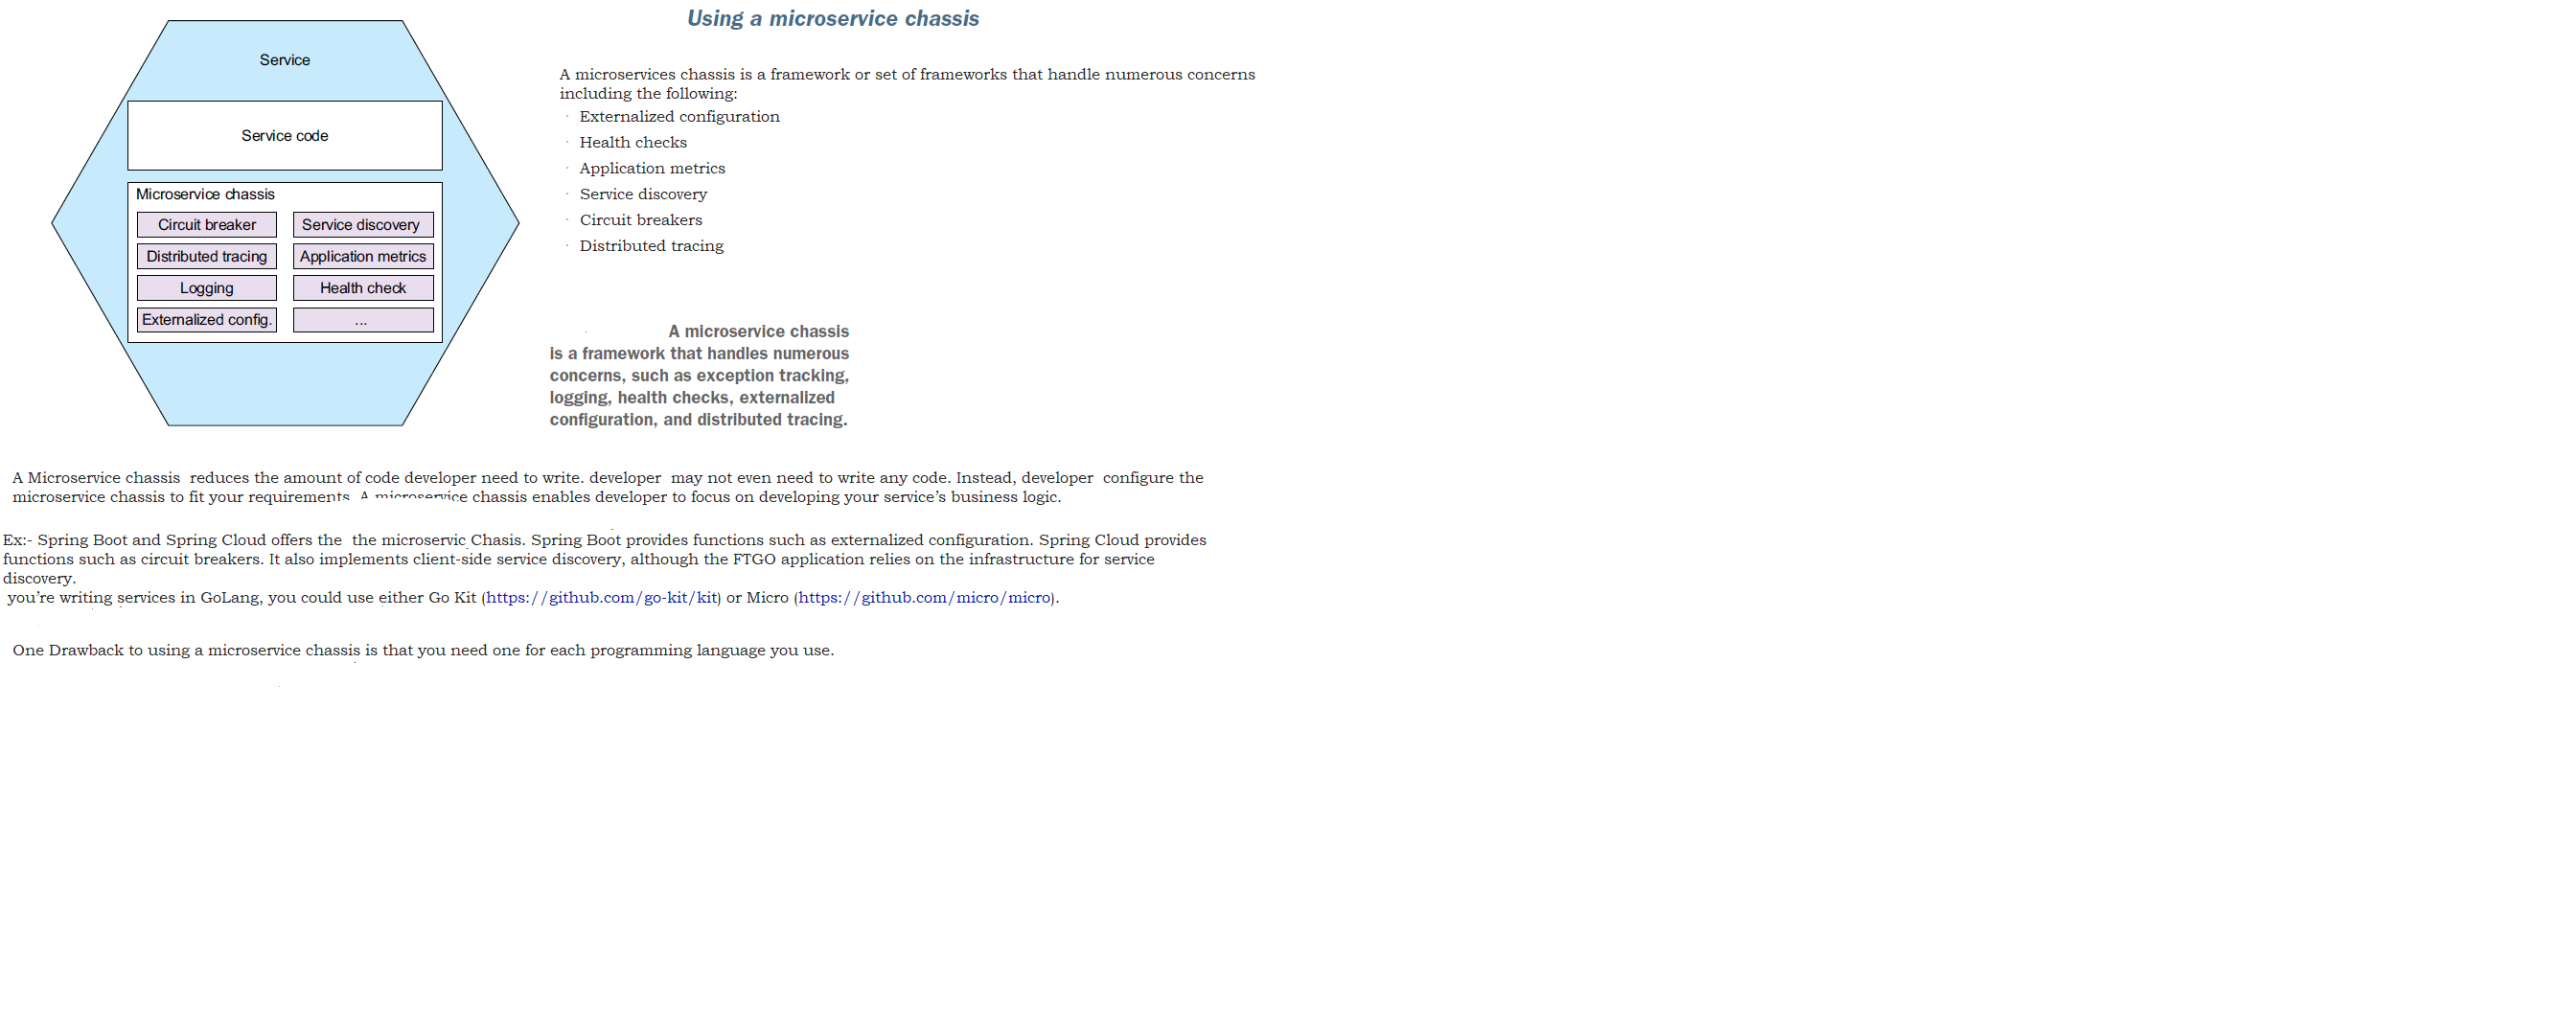 Using a microservice chassis
Service
Service code
Microservice chassis
Circuit breaker
Service discovery
Distributed tracing
Application metrics
Logging
Health check
Externalized config.
...
A microservices chassis is a framework or set of frameworks that handle numerous concerns
including the following:
· Externalized configuration
· Health checks
· Application metrics
· Service discovery
· Circuit breakers
· Distributed tracing
A microservice chassis
is a framework that handles numerous
concerns, such as exception tracking,
logging, health checks, externalized
configuration, and distributed tracing.
A Microservice chassis  reduces the amount of code developer need to write. developer  may not even need to write any code. Instead, developer  configure the
microservice chassis to fit your requirements. A microservice chassis enables developer to focus on developing your service’s business logic.
Ex:- Spring Boot and Spring Cloud offers the  the microservic Chasis. Spring Boot provides functions such as externalized configuration. Spring Cloud provides
functions such as circuit breakers. It also implements client-side service discovery, although the FTGO application relies on the infrastructure for service
discovery.
you’re writing services in GoLang, you could use either Go Kit (https://github.com/go-kit/kit) or Micro (https://github.com/micro/micro).
One Drawback to using a microservice chassis is that you need one for each programming language you use.